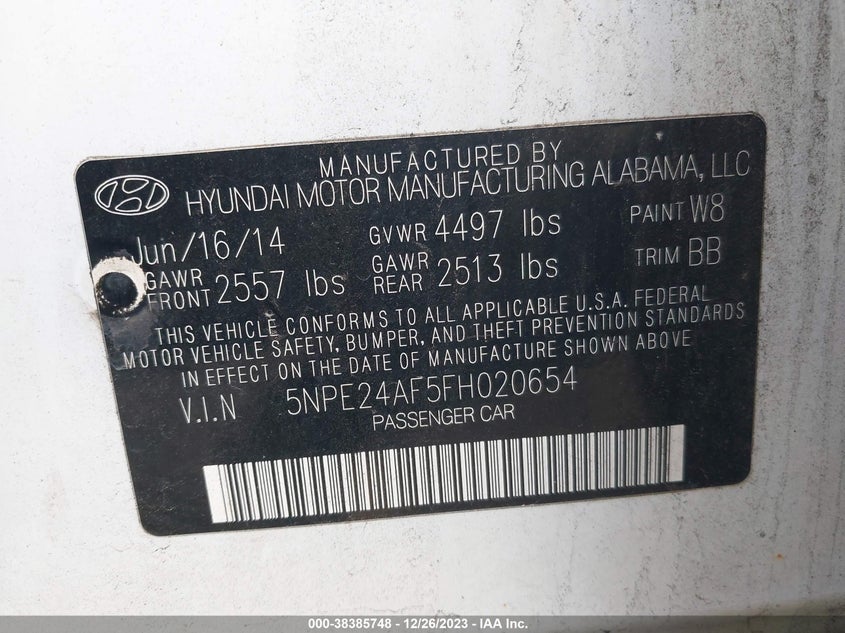 MANUFACTURED BY
HYUNDAI MOTOR MANUFACTURING ALABAMA, LLC
Jun/16/14 GVWR 4497 lbs PAINT W8
GAWR FRONT 2557 lbs GAWR REAR 2513 lbs TRIM BB
THIS VEHICLE CONFORMS TO ALL APPLICABLE U.S.A. FEDERAL
MOTOR VEHICLE SAFETY, BUMPER, AND THEFT PREVENTION STANDARDS
IN EFFECT ON THE DATE OF MANUFACTURE SHOWN ABOVE
V.I.N 5NPE24AF5FH020654
PASSENGER CAR
000-38385748 - 12/26/2023 - IAA Inc.